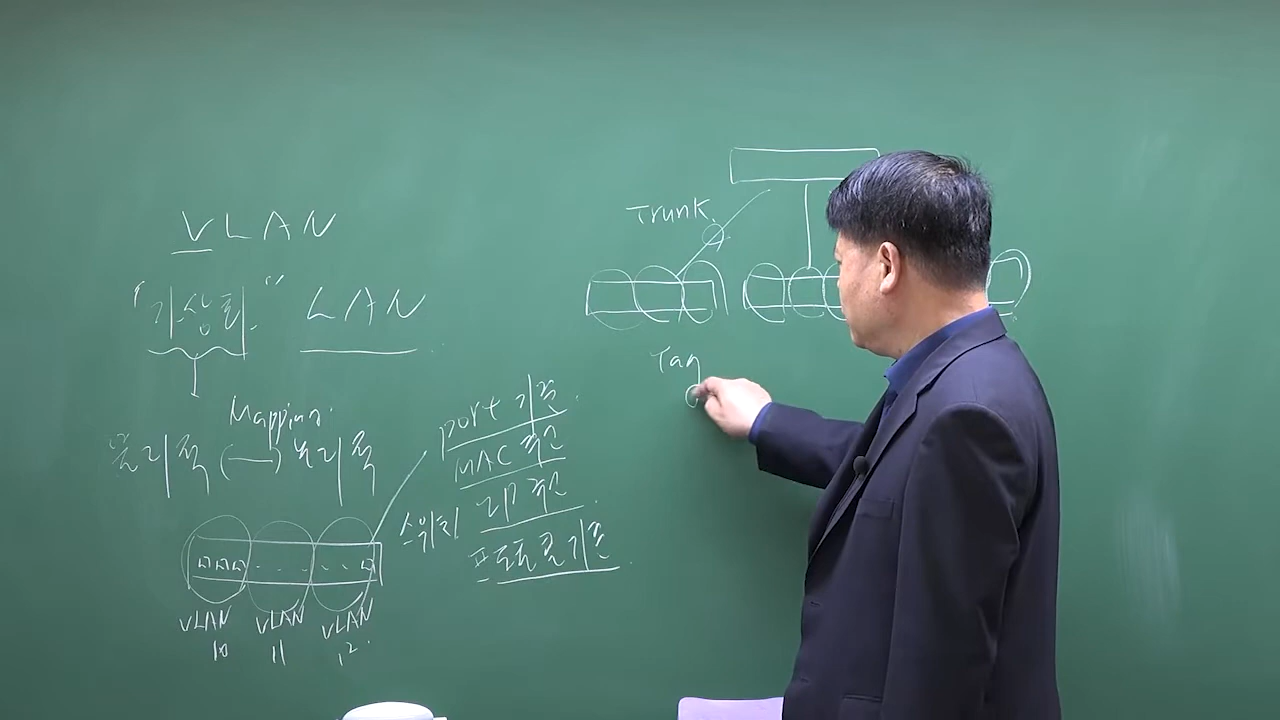 VLAN
"가상화" LAN
Mapping
물리적 논리적
port 기준
MAC 주소
스위치
프로토콜 기준
VLAN 10
VLAN 11
VLAN 12
Trunk
Tag